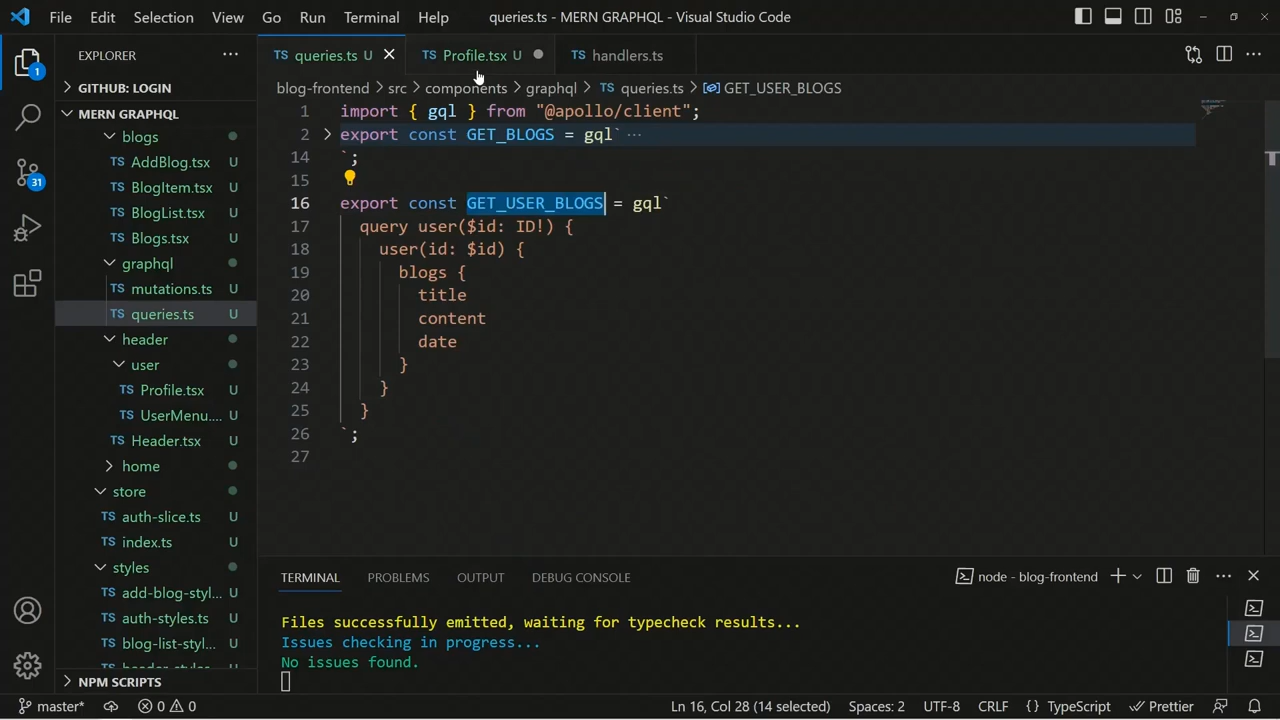 File Edit Selection View Go Run Terminal Help queries.ts - MERN GRAPHQL - Visual Studio Code
EXPLORER ···
TS queries.ts U
TS Profile.tsx U
TS handlers.ts
1
GITHUB: LOGIN
MERN GRAPHQL
blogs
TS AddBlog.tsx U
TS BlogItem.tsx U
TS BlogList.tsx U
TS Blogs.tsx U
graphql
TS mutations.ts U
TS queries.ts U
header
user
TS Profile.tsx U
TS UserMenu.... U
TS Header.tsx U
home
store
TS auth-slice.ts U
TS index.ts U
styles
TS add-blog-styl... U
TS auth-styles.ts U
TS blog-list-styl... U
NPM SCRIPTS
31
blog-frontend > src > components > graphql > TS queries.ts > GET_USER_BLOGS
1 import { gql } from "@apollo/client";
2 export const GET_BLOGS = gql` ···
14 `;
15
16 export const GET_USER_BLOGS = gql`
17 query user($id: ID!) {
18 user(id: $id) {
19 blogs {
20 title
21 content
22 date
23 }
24 }
25 }
26 `;
27
TERMINAL PROBLEMS OUTPUT DEBUG CONSOLE node - blog-frontend
Files successfully emitted, waiting for typecheck results...
Issues checking in progress...
No issues found.
master* 0 0 Ln 16, Col 28 (14 selected) Spaces: 2 UTF-8 CRLF { } TypeScript Prettier